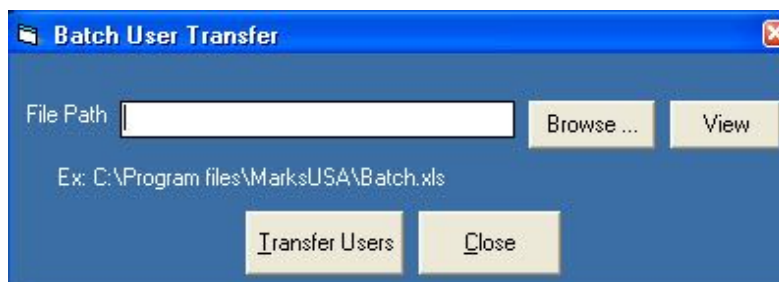 Batch User Transfer
File Path Browse ... View
Ex: C:\Program files\MarksUSA\Batch.xls
Transfer Users Close